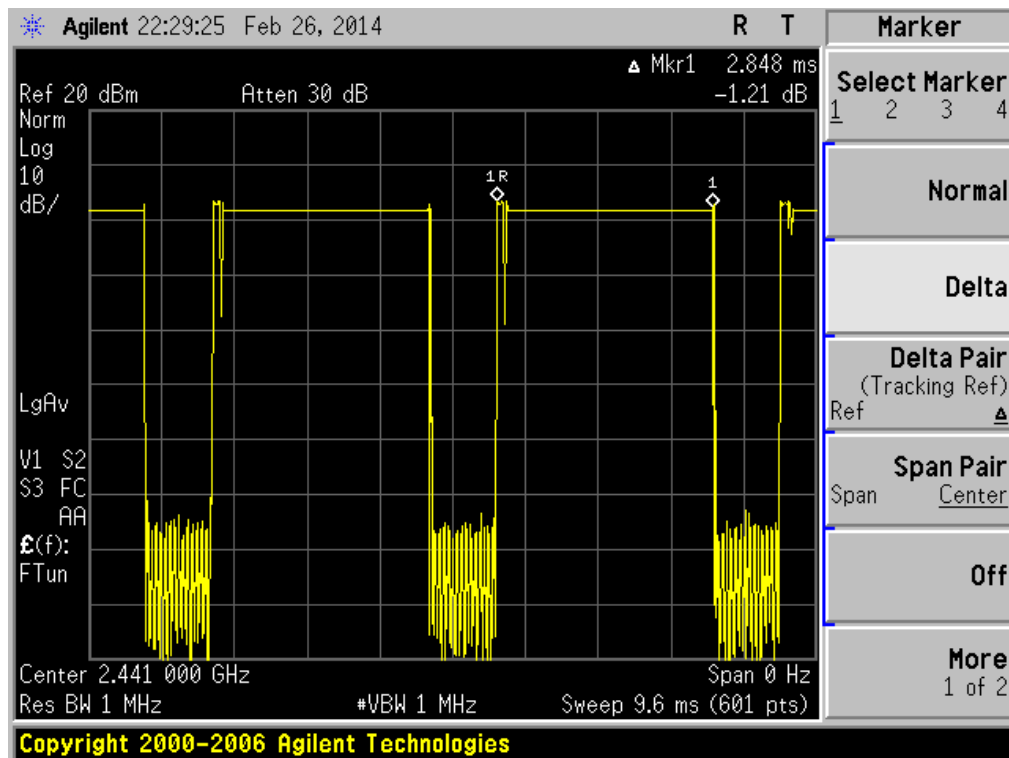 Agilent 22:29:25 Feb 26, 2014 R T
Δ Mkr1 2.848 ms
Ref 20 dBm Atten 30 dB -1.21 dB
Norm
Log
10
dB/
1R
1
LgAv
V1 S2
S3 FC
AA
£(f):
FTun
Center 2.441 000 GHz Span 0 Hz
Res BW 1 MHz #VBW 1 MHz Sweep 9.6 ms (601 pts)
Copyright 2000-2006 Agilent Technologies
Marker
Select Marker
1 2 3 4
Normal
Delta
Delta Pair
(Tracking Ref)
Ref Δ
Span Pair
Span Center
Off
More
1 of 2